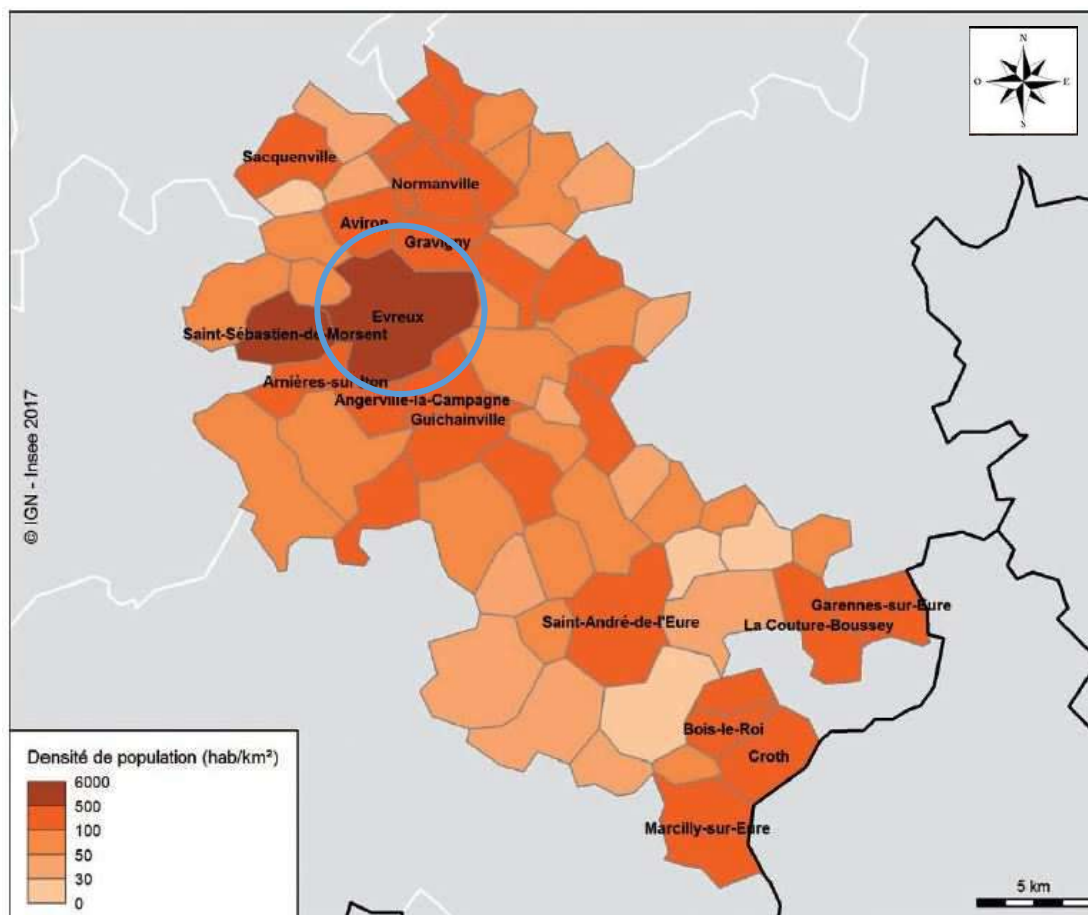 N
O
E
S
Sacquenville
Normanville
Aviron
Gravigny
Evreux
Saint-Sébastien-de-Morsent
Arnières-sur-Iton
Angerville-la-Campagne
Guichainville
© IGN - Insee 2017
Saint-André-de-l'Eure
Garennes-sur-Eure
La Couture-Boussey
Bois-le-Roi
Croth
Marcilly-sur-Eure
Densité de population (hab/km²)
6000
500
100
50
30
0
5 km